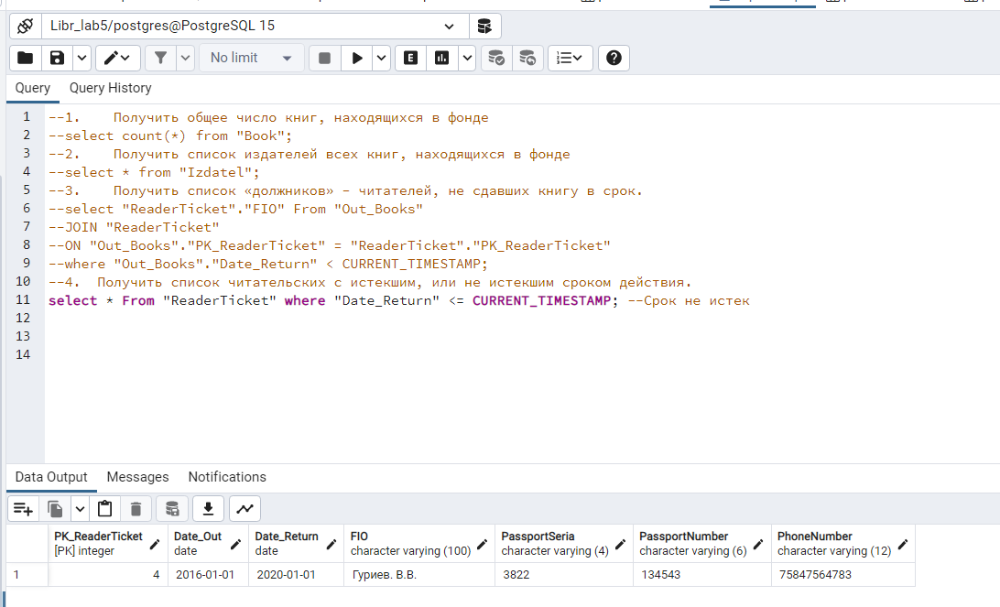 Libr_lab5/postgres@PostgreSQL 15
No limit
E
?
Query Query History
1 --1. Получить общее число книг, находящихся в фонде
2 --select count(*) from "Book";
3 --2. Получить список издателей всех книг, находящихся в фонде
4 --select * from "Izdatel";
5 --3. Получить список «должников» – читателей, не сдавших книгу в срок.
6 --select "ReaderTicket"."FIO" From "Out_Books"
7 --JOIN "ReaderTicket"
8 --ON "Out_Books"."PK_ReaderTicket" = "ReaderTicket"."PK_ReaderTicket"
9 --where "Out_Books"."Date_Return" < CURRENT_TIMESTAMP;
10 --4. Получить список читательских с истекшим, или не истекшим сроком действия.
11 select * From "ReaderTicket" where "Date_Return" <= CURRENT_TIMESTAMP; --Срок не истек
12
13
14
Data Output Messages Notifications
PK_ReaderTicket Date_Out Date_Return FIO PassportSeria PassportNumber PhoneNumber
[PK] integer date date character varying (100) character varying (4) character varying (6) character varying (12)
1 4 2016-01-01 2020-01-01 Гуриев. В.В. 3822 134543 75847564783